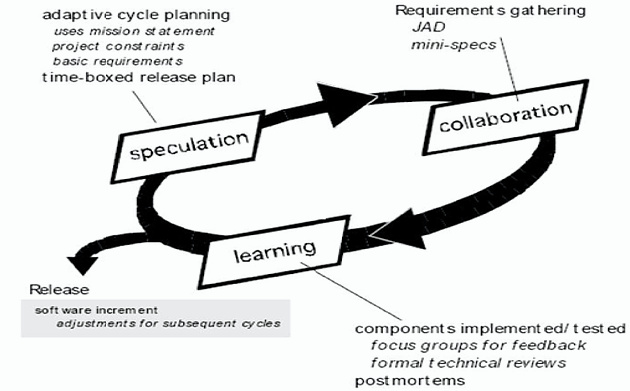 adaptive cycle planning
uses mission statement
project constraints
basic requirements
time-boxed release plan
Requirements gathering
JAD
mini-specs
speculation
collaboration
learning
Release
software increment
adjustments for subsequent cycles
components implemented/tested
focus groups for feedback
formal technical reviews
postmortems